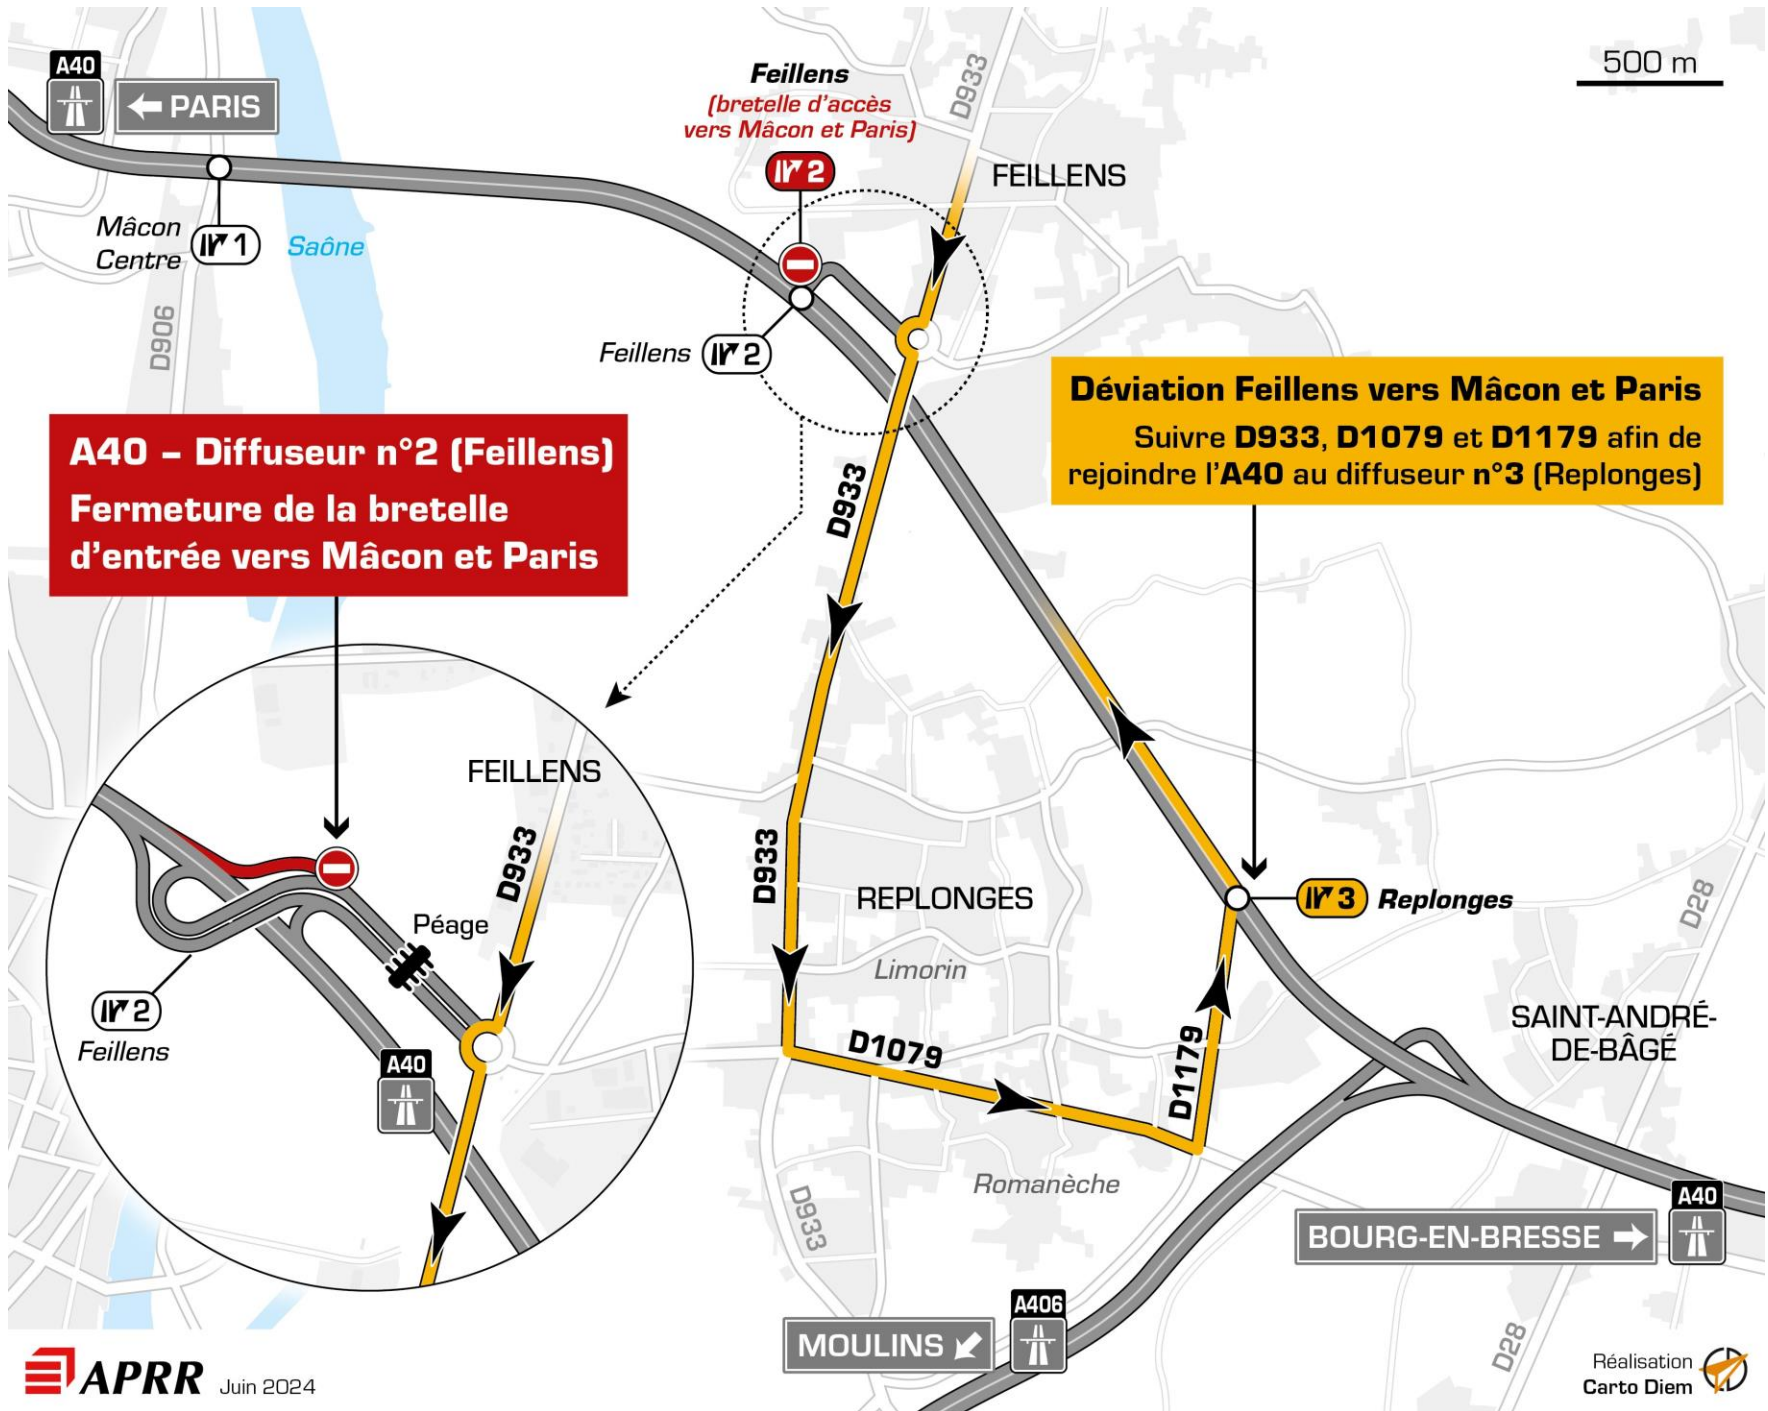 A40
← PARIS
Feillens
(bretelle d'accès
vers Mâcon et Paris)
2
D933
500 m
FEILLENS
Mâcon
Centre
1
Saône
D906
Feillens 2
Déviation Feillens vers Mâcon et Paris
Suivre D933, D1079 et D1179 afin de
rejoindre l'A40 au diffuseur n°3 (Replonges)
A40 – Diffuseur n°2 (Feillens)
Fermeture de la bretelle
d'entrée vers Mâcon et Paris
D933
FEILLENS
D933
Péage
2
Feillens
A40
D933
REPLONGES
Limorin
3 Replonges
D28
D1079
D1179
SAINT-ANDRÉ-
DE-BÂGÉ
Romanèche
D933
A40
BOURG-EN-BRESSE →
A406
MOULINS ↙
D28
APRR Juin 2024
Réalisation
Carto Diem